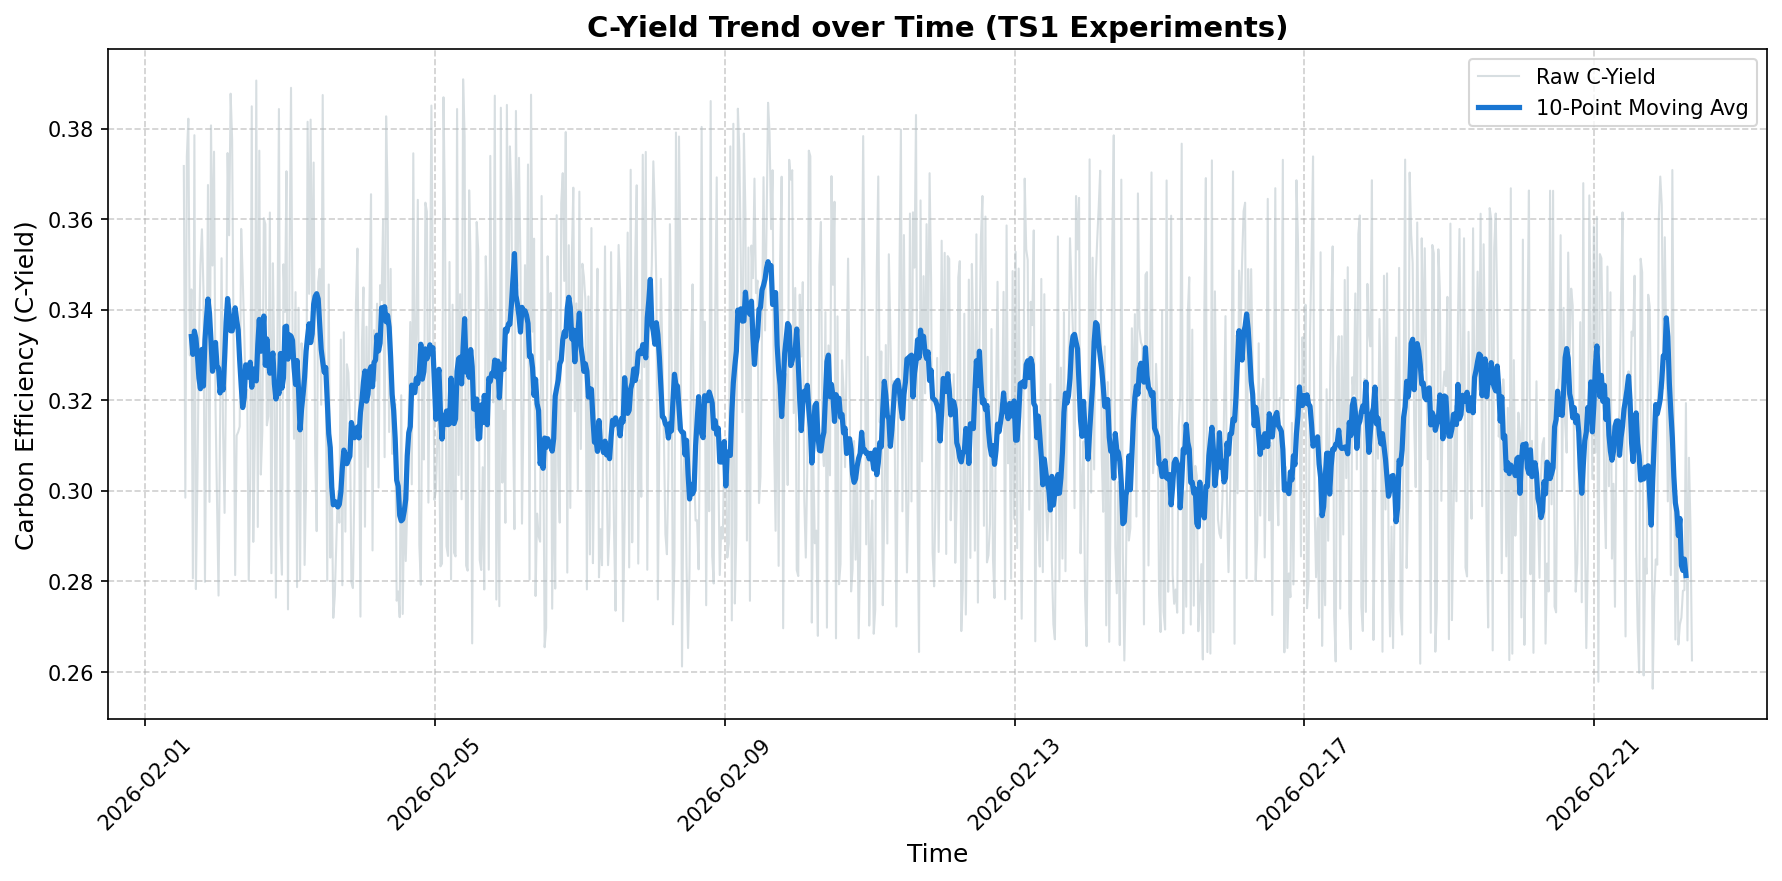 C-Yield Trend over Time (TS1 Experiments)
Raw C-Yield
10-Point Moving Avg
Carbon Efficiency (C-Yield)
0.38
0.36
0.34
0.32
0.30
0.28
0.26
2026-02-01
2026-02-05
2026-02-09
2026-02-13
2026-02-17
2026-02-21
Time